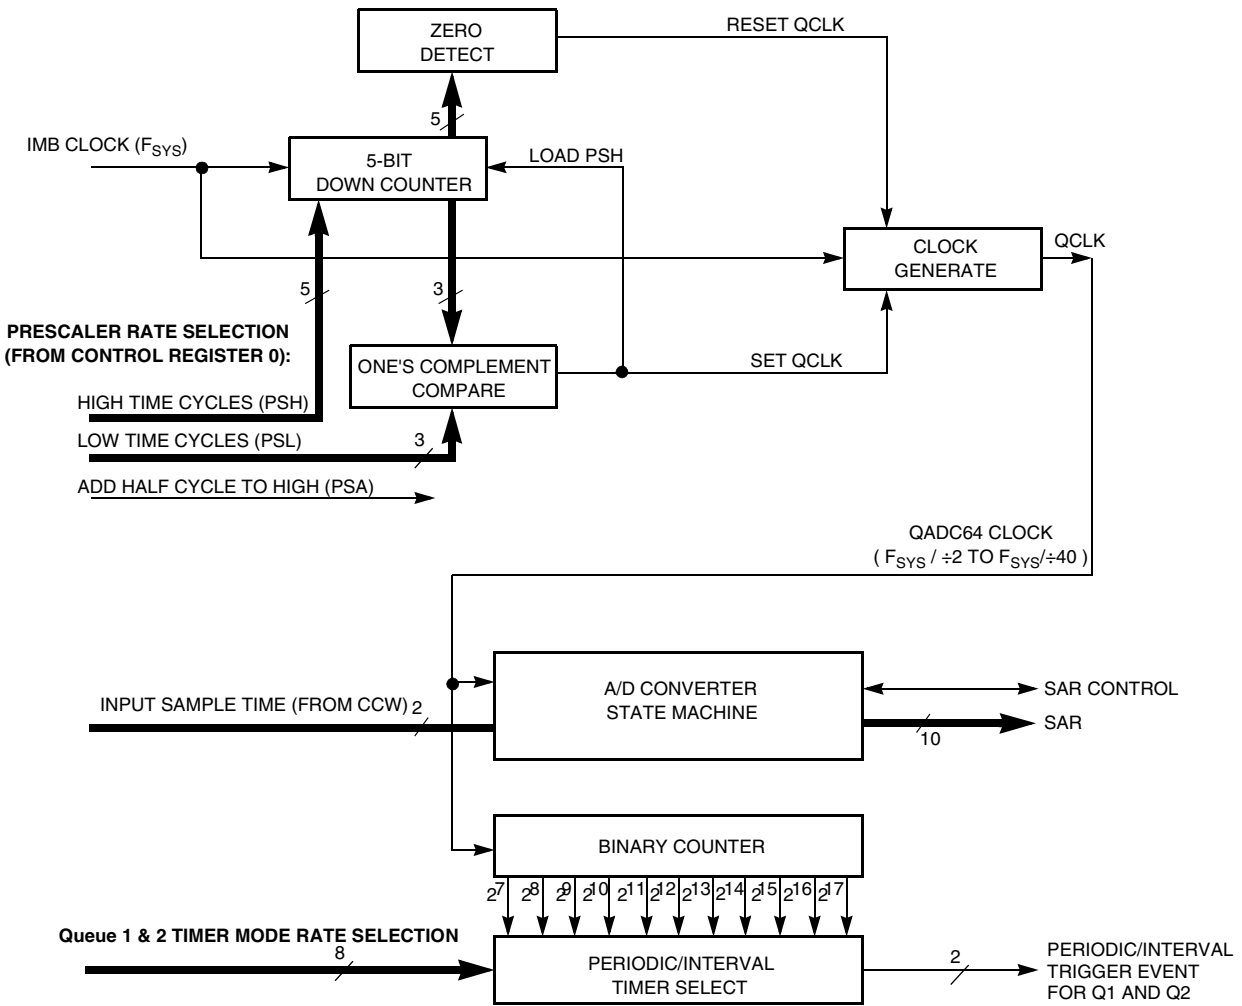 ZERO
DETECT
RESET QCLK
5
IMB CLOCK (FSYS)
5-BIT
DOWN COUNTER
LOAD PSH
CLOCK
GENERATE
QCLK
5
3
PRESCALER RATE SELECTION
(FROM CONTROL REGISTER 0):
ONE'S COMPLEMENT
COMPARE
SET QCLK
HIGH TIME CYCLES (PSH)
LOW TIME CYCLES (PSL)
3
ADD HALF CYCLE TO HIGH (PSA)
QADC64 CLOCK
( FSYS / ÷2 TO FSYS/÷40 )
INPUT SAMPLE TIME (FROM CCW) 2
A/D CONVERTER
STATE MACHINE
SAR CONTROL
SAR
10
BINARY COUNTER
2^7 2^8 2^9 2^10 2^11 2^12 2^13 2^14 2^15 2^16 2^17
Queue 1 & 2 TIMER MODE RATE SELECTION
8
PERIODIC/INTERVAL
TIMER SELECT
2
PERIODIC/INTERVAL
TRIGGER EVENT
FOR Q1 AND Q2